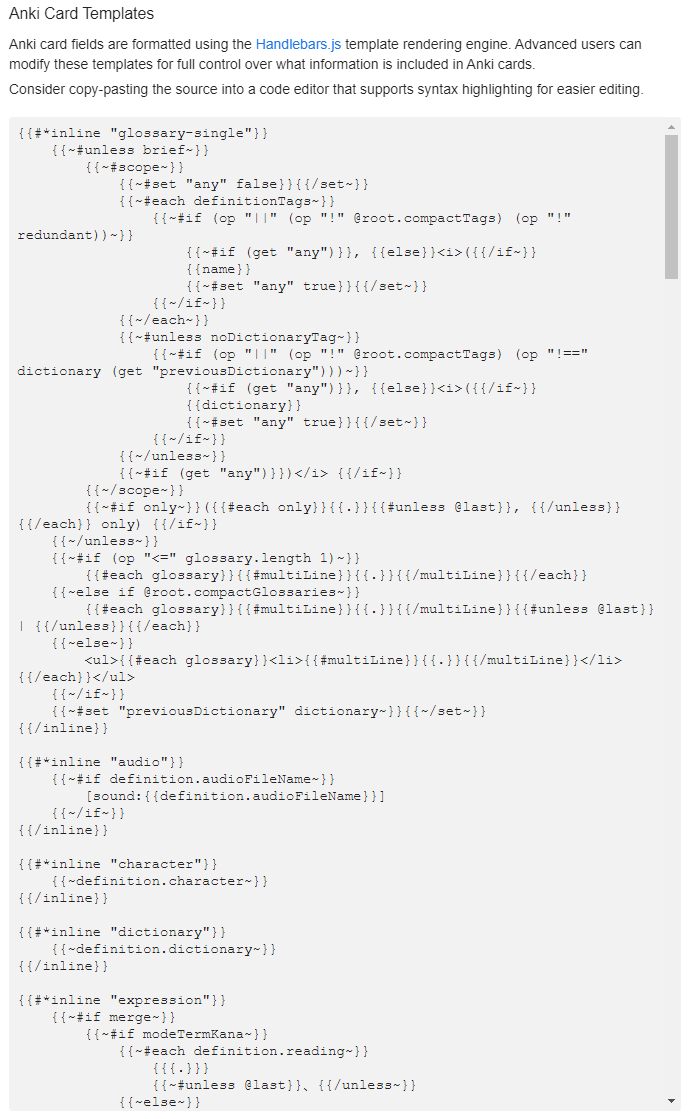 Anki Card Templates
Anki card fields are formatted using the Handlebars.js template rendering engine. Advanced users can
modify these templates for full control over what information is included in Anki cards.
Consider copy-pasting the source into a code editor that supports syntax highlighting for easier editing.
{{#*inline "glossary-single"}}
    {{~#unless brief~}}
        {{~#scope~}}
            {{~#set "any" false}}{{/set~}}
            {{~#each definitionTags~}}
                {{~#if (op "||" (op "!" @root.compactTags) (op "!"
redundant))~}}
                    {{~#if (get "any")}}, {{else}}<i>({{/if~}}
                    {{name}}
                    {{~#set "any" true}}{{/set~}}
                {{~/if~}}
            {{~/each~}}
            {{~#unless noDictionaryTag~}}
                {{~#if (op "||" (op "!" @root.compactTags) (op "!=="
dictionary (get "previousDictionary")))~}}
                    {{~#if (get "any")}}, {{else}}<i>({{/if~}}
                    {{dictionary}}
                    {{~#set "any" true}}{{/set~}}
                {{~/if~}}
            {{~/unless~}}
            {{~#if (get "any")}})</i> {{/if~}}
        {{~/scope~}}
        {{~#if only~}}({{#each only}}{{.}}{{#unless @last}}, {{/unless}}
{{/each}} only) {{/if~}}
    {{~/unless~}}
    {{~#if (op "<=" glossary.length 1)~}}
        {{#each glossary}}{{#multiLine}}{{.}}{{/multiLine}}{{/each}}
    {{~else if @root.compactGlossaries~}}
        {{#each glossary}}{{#multiLine}}{{.}}{{/multiLine}}{{#unless @last}}
| {{/unless}}{{/each}}
    {{~else~}}
        <ul>{{#each glossary}}<li>{{#multiLine}}{{.}}{{/multiLine}}</li>
{{/each}}</ul>
    {{~/if~}}
    {{~#set "previousDictionary" dictionary~}}{{~/set~}}
{{/inline}}

{{#*inline "audio"}}
    {{~#if definition.audioFileName~}}
        [sound:{{definition.audioFileName}}]
    {{~/if~}}
{{/inline}}

{{#*inline "character"}}
    {{~definition.character~}}
{{/inline}}

{{#*inline "dictionary"}}
    {{~definition.dictionary~}}
{{/inline}}

{{#*inline "expression"}}
    {{~#if merge~}}
        {{~#if modeTermKana~}}
            {{~#each definition.reading~}}
                {{{.}}}
                {{~#unless @last}}、{{/unless~}}
            {{~else~}}